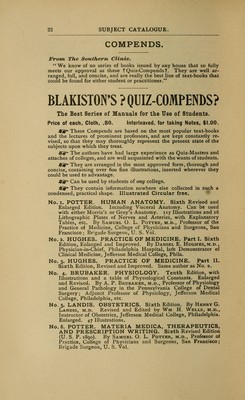 22 SUBJECT CATALOGUE.
COMPENDS.
From The Southern Clinic.
"We know of no series of books issued by any house that so fully
meets our approval as these ? Quiz-Compends?. They are well ar-
ranged, full, and concise, and are really the best line of text-books that
could be found for either student or practitioner."
BLAKISTON'S ? QUIZ-COMPENDS?
The Best Series of Manuals for the Use of Students.
Price of each, Cloth, .80. Interleaved, for taking Notes, $1.00.
These Compends are based on the most popular text-books
and the lectures of prominent professors, and are kept constantly re-
vised, so that they may thoroughly represent the present state of the
subjects upon which they treat.
The authors have had large experience as Quiz-Masters and
attaches of colleges, and are well acquainted with the wants of students.
They are arranged in the most approved form, thorough and
concise, containing over 600 fine illustrations, inserted wherever they
could be used to advantage.
Can be used by students of any college.
They contain information nowhere else collected in such a
condensed, practical shape. Illustrated Circular free.
No. 1. POTTER. HUMAN ANATOMY. Sixth Revised and
Enlarged Edition. Including Visceral Anatomy. Can be used
with either Morris's or Gray's Anatomy. 117 Illustrations and 16
Lithographic Plates of Nerves and Arteries, with Explanatory
Tables, etc. By SAMUEL O. L. POTTER, M.D., Professor of the
Practice of Medicine, College of Physicians and Surgeons, San
Francisco; Brigade Surgeon, U. S. Vol.
No. 2. HUGHES. PRACTICE OF MEDICINE. Part I. Sixth
Edition, Enlarged and Improved. By DANIEL E. HUGHES, M.D.,
Physician-in-Chief, Philadelphia Hospital, late Demonstrator of
Clinical Medicine, Jefferson Medical College, Phila.
No. 3. HUGHES. PRACTICE OF MEDICINE. Part II.
Sixth Edition, Revised and Improved. Same author as No. 2.
No. 4. BRUBAKER. PHYSIOLOGY. Tenth Edition, with
Illustrations and a table of Physiological Constants. Enlarged
and Revised. By A. P. BRUBAKER, M.D., Professor of Physiology
and General Pathology in the Pennsylvania College of Dental
Surgery; Adjunct Professor of Physiology, Jefferson Medical
College, Philadelphia, etc.
No. 5. LANDIS. OBSTETRICS. Sixth Edition. By HENRY G.
LANDIS, M.D. Revised and Edited by WM. H. WELLS, M.D.,
Instructor of Obstetrics, Jefferson Medical College, Philadelphia.
Enlarged. 47 Illustrations.
No. 6. POTTER. MATERIA MEDICA, THERAPEUTICS,
AND PRESCRIPTION WRITING. Sixth Revised Edition
(U. S. P. 1890). By SAMUEL O. L. POTTER, M.D., Professor of
Practice, College of Physicians and Surgeons, San Francisco;
Brigade Surgeon, U. S. Vol.